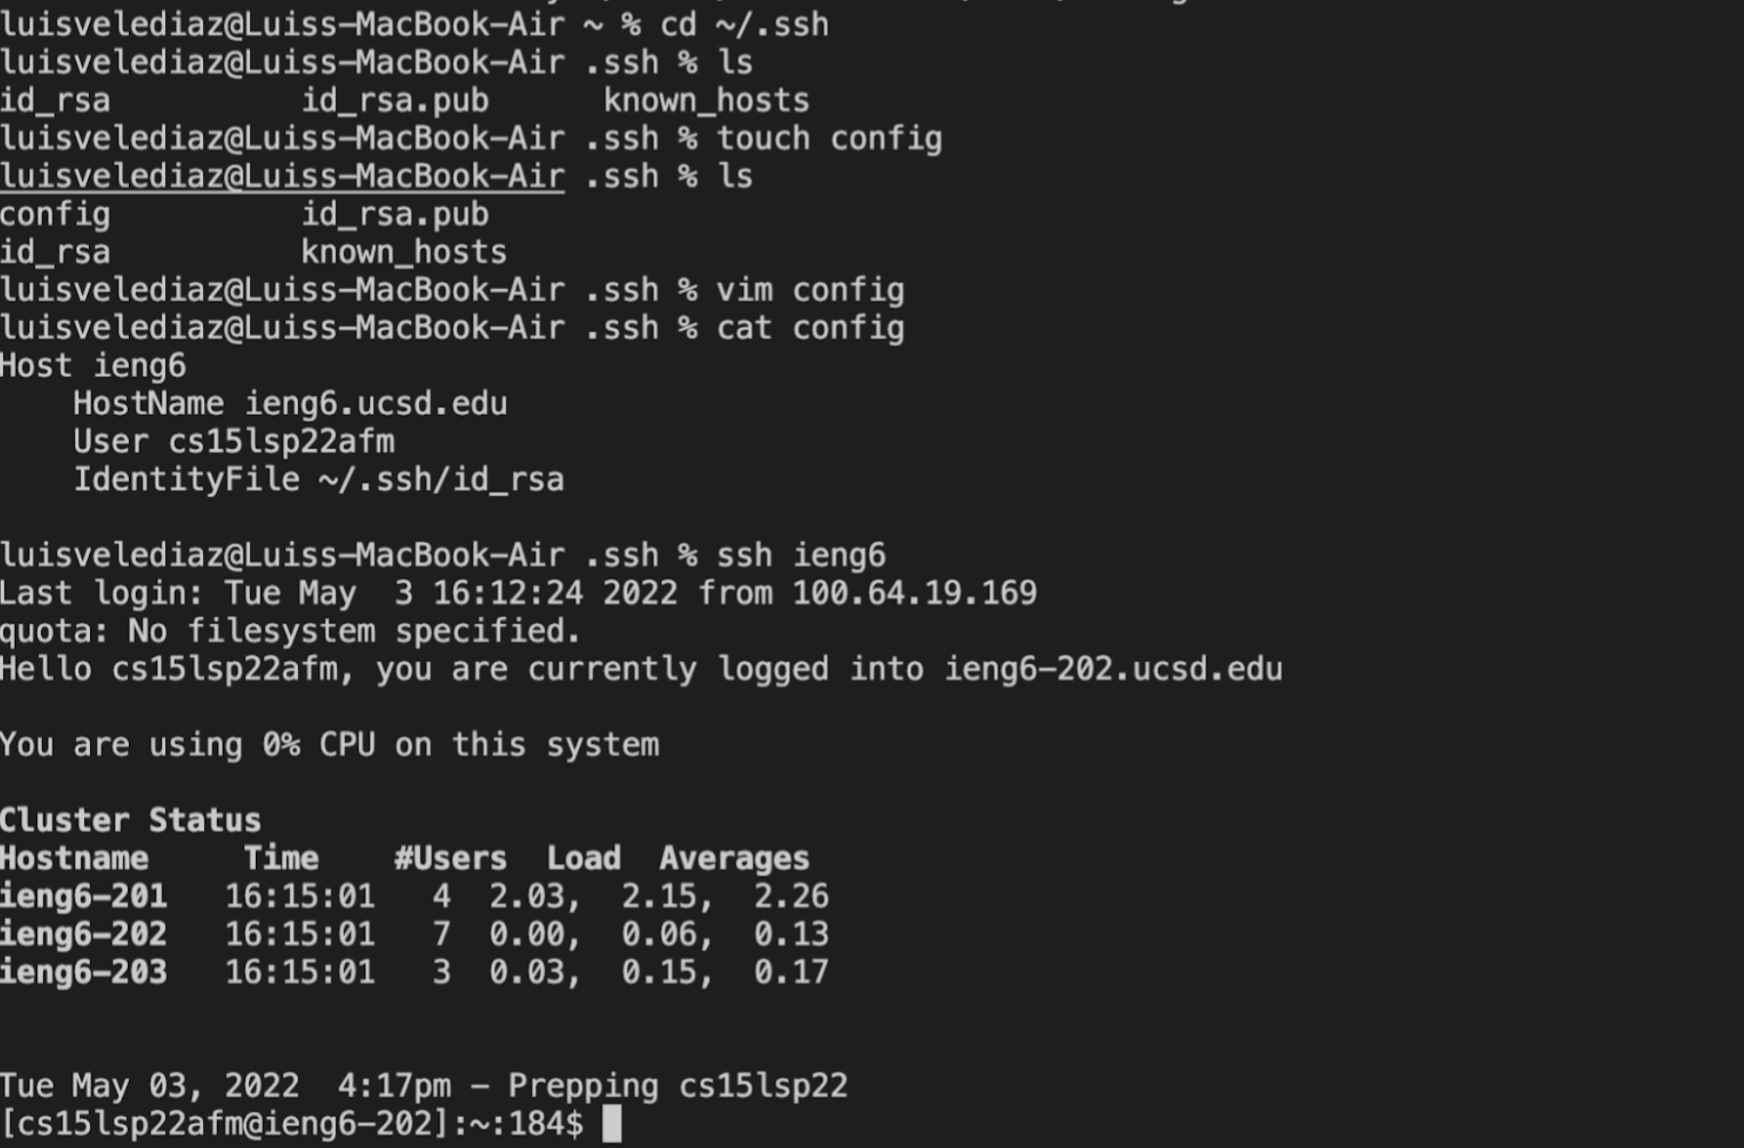 luisvelediaz@Luiss-MacBook-Air ~ % cd ~/.ssh
luisvelediaz@Luiss-MacBook-Air .ssh % ls
id_rsa          id_rsa.pub      known_hosts
luisvelediaz@Luiss-MacBook-Air .ssh % touch config
luisvelediaz@Luiss-MacBook-Air .ssh % ls
config          id_rsa.pub
id_rsa          known_hosts
luisvelediaz@Luiss-MacBook-Air .ssh % vim config
luisvelediaz@Luiss-MacBook-Air .ssh % cat config
Host ieng6
    HostName ieng6.ucsd.edu
    User cs15lsp22afm
    IdentityFile ~/.ssh/id_rsa
luisvelediaz@Luiss-MacBook-Air .ssh % ssh ieng6
Last login: Tue May  3 16:12:24 2022 from 100.64.19.169
quota: No filesystem specified.
Hello cs15lsp22afm, you are currently logged into ieng6-202.ucsd.edu
You are using 0% CPU on this system
Cluster Status
Hostname     Time    #Users  Load  Averages
ieng6-201   16:15:01   4  2.03,  2.15,  2.26
ieng6-202   16:15:01   7  0.00,  0.06,  0.13
ieng6-203   16:15:01   3  0.03,  0.15,  0.17
Tue May 03, 2022  4:17pm - Prepping cs15lsp22
[cs15lsp22afm@ieng6-202]:~:184$